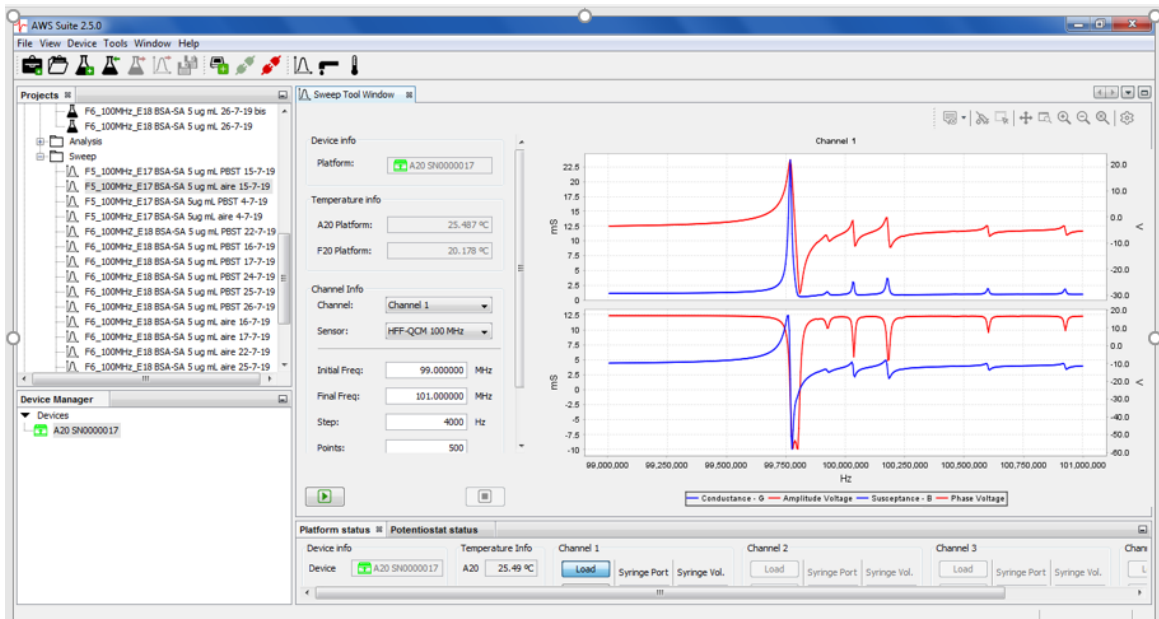 AWS Suite 2.5.0
File View Device Tools Window Help
Projects
F6_100MHz_E18 BSA-SA 5 ug mL 26-7-19 bis
F6_100MHz_E18 BSA-SA 5 ug mL 26-7-19
Analysis
Sweep
F5_100MHz_E17 BSA-SA 5 ug mL PBST 15-7-19
F5_100MHz_E17 BSA-SA 5 ug mL aire 15-7-19
F5_100MHz_E17 BSA-SA 5ug mL PBST 4-7-19
F5_100MHz_E17 BSA-SA 5ug mL aire 4-7-19
F6_100MHz_E18 BSA-SA 5 ug mL PBST 22-7-19
F6_100MHz_E18 BSA-SA 5 ug mL PBST 16-7-19
F6_100MHz_E18 BSA-SA 5 ug mL PBST 17-7-19
F6_100MHz_E18 BSA-SA 5 ug mL PBST 24-7-19
F6_100MHz_E18 BSA-SA 5 ug mL PBST 25-7-19
F6_100MHz_E18 BSA-SA 5 ug mL PBST 26-7-19
F6_100MHz_E18 BSA-SA 5 ug mL aire 16-7-19
F6_100MHz_E18 BSA-SA 5 ug mL aire 17-7-19
F6_100MHz_E18 BSA-SA 5 ug mL aire 22-7-19
F6_100MHz_E18 BSA-SA 5 ug mL aire 25-7-19
Device Manager
Devices
A20 SN0000017
Sweep Tool Window
Device info
Platform: A20 SN0000017
Temperature info
A20 Platform: 25.487 ºC
F20 Platform: 20.178 ºC
Channel Info
Channel: Channel 1
Sensor: HFF-QCM 100 MHz
Initial Freq: 99.000000 MHz
Final Freq: 101.000000 MHz
Step: 4000 Hz
Points: 500
Channel 1
22.5
20
17.5
15
12.5
10
7.5
5
2.5
0
mS
20.0
10.0
0.0
-10.0
-20.0
-30.0
V
12.5
10
7.5
5
2.5
0
-2.5
-5
-7.5
-10
mS
20.0
10.0
0.0
-10.0
-20.0
-30.0
-40.0
-50.0
-60.0
V
99,000,000 99,250,000 99,500,000 99,750,000 100,000,000 100,250,000 100,500,000 100,750,000 101,000,000
Hz
Conductance - G Amplitude Voltage Susceptance - B Phase Voltage
Platform status Potentiostat status
Device info Temperature Info Channel 1 Channel 2 Channel 3 Chan
Device A20 SN0000017 A20 25.49 ºC Load Syringe Port Syringe Vol. Load Syringe Port Syringe Vol. Load Syringe Port Syringe Vol. L